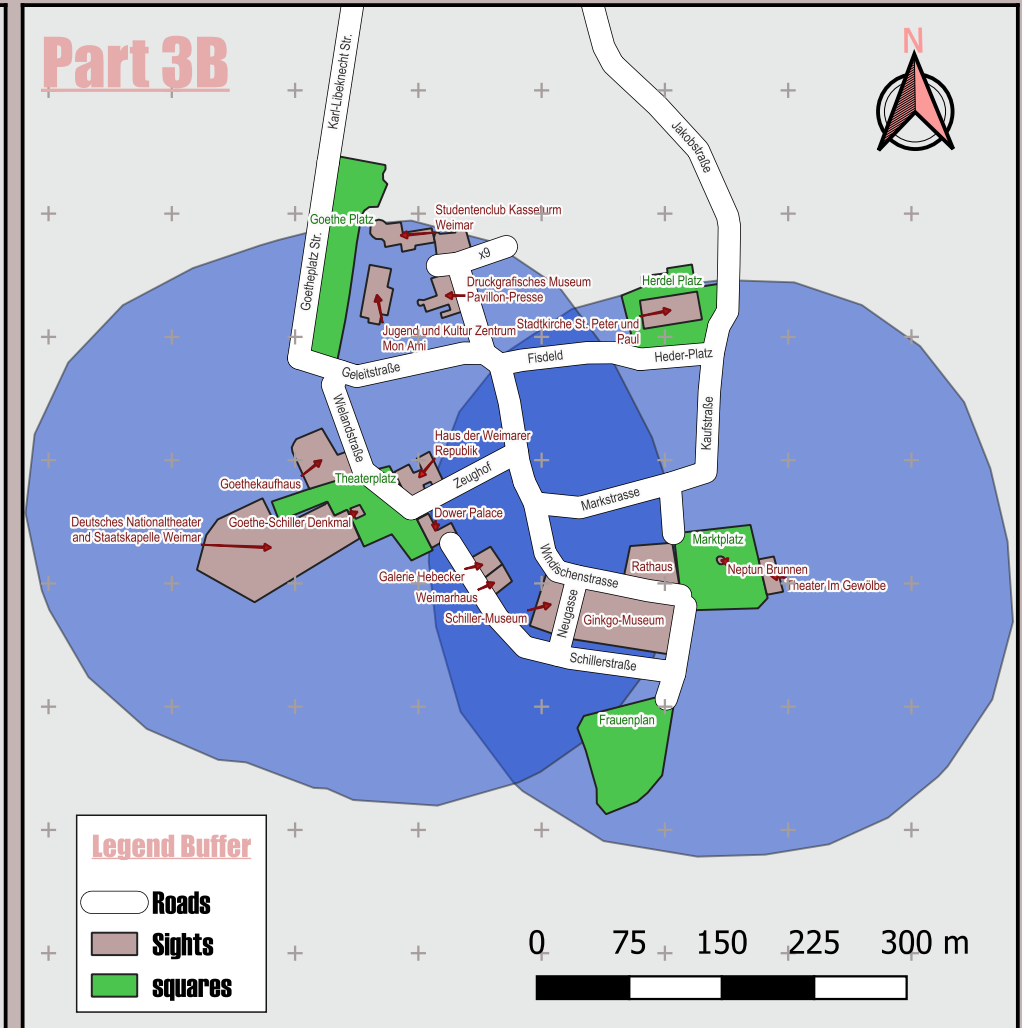 Part 3B
N
Karl-Libeknecht Str.
Jakobstraße
Studentenclub Kasseturm
Weimar
Goethe Platz
x9
Goetheplatz Str.
Druckgrafisches Museum
Pavillon-Presse
Herdel Platz
Jugend und Kultur Zentrum
Mon Ami
Stadtkirche St. Peter und
Paul
Fisdeld
Heder-Platz
Geleitstraße
Wielandstraße
Kaufstraße
Haus der Weimarer
Republik
Goethekaufhaus
Theaterplatz
Zeughof
Markstrasse
Dower Palace
Deutsches Nationaltheater
and Staatskapelle Weimar
Goethe-Schiller Denkmal
Marktplatz
Windischenstrasse
Rathaus
Neptun Brunnen
Galerie Hebecker
Theater Im Gewölbe
Weimarhaus
Schiller-Museum
Neugasse
Ginkgo-Museum
Schillerstraße
Frauenplan
Legend Buffer
Roads
Sights
squares
0 75 150 225 300 m